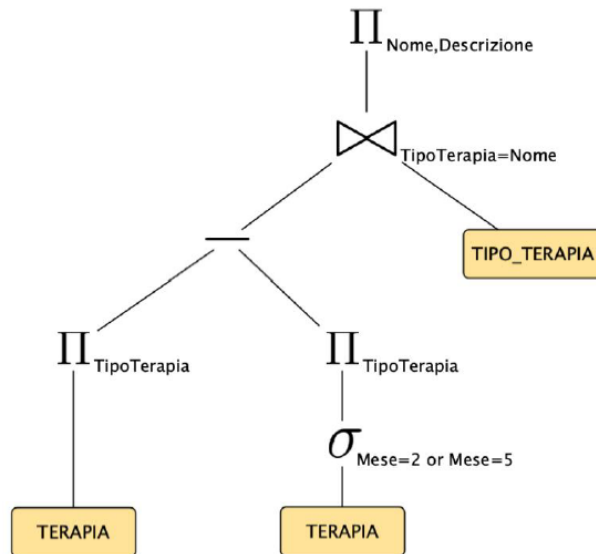 Π Nome,Descrizione
⋈ TipoTerapia=Nome
—
TIPO_TERAPIA
Π TipoTerapia
Π TipoTerapia
σ Mese=2 or Mese=5
TERAPIA
TERAPIA